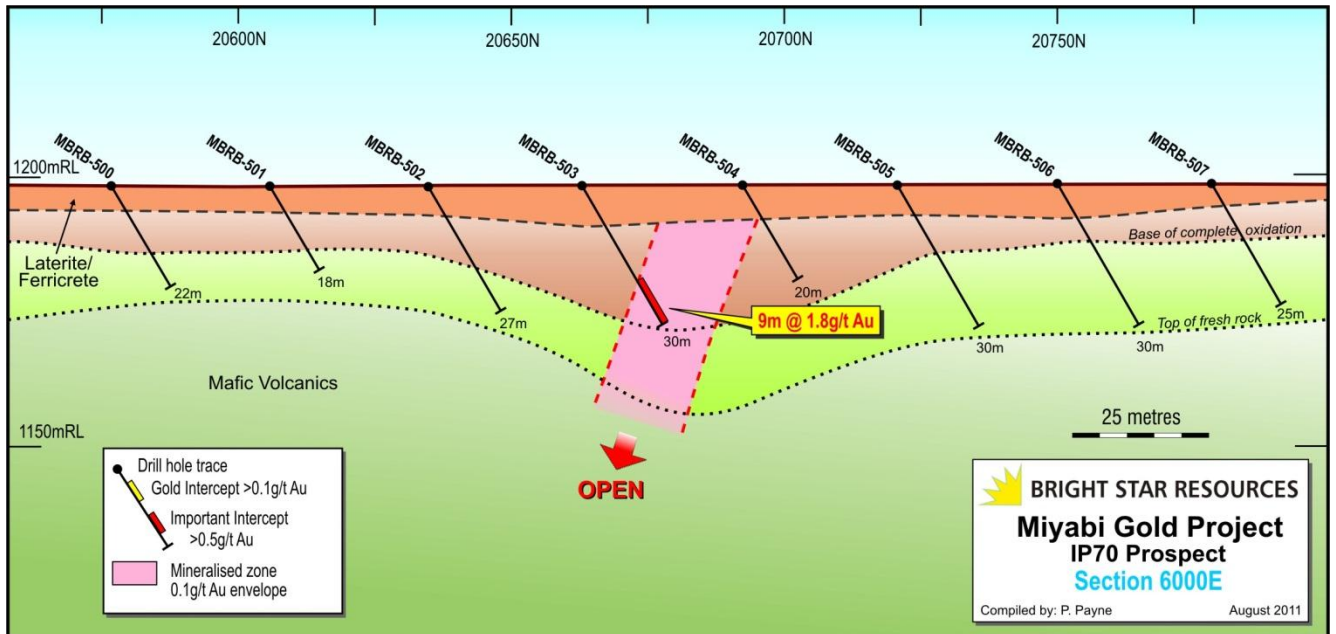 20600N
20650N
20700N
20750N
MBRB-500
MBRB-501
MBRB-502
MBRB-503
MBRB-504
MBRB-505
MBRB-506
MBRB-507
1200mRL
Laterite/
Ferricrete
Base of complete oxidation
22m
18m
27m
30m
20m
30m
30m
25m
9m @ 1.8g/t Au
Top of fresh rock
Mafic Volcanics
1150mRL
25 metres
OPEN
Drill hole trace
Gold Intercept >0.1g/t Au
Important Intercept
>0.5g/t Au
Mineralised zone
0.1g/t Au envelope
BRIGHT STAR RESOURCES
Miyabi Gold Project
IP70 Prospect
Section 6000E
Compiled by: P. Payne August 2011